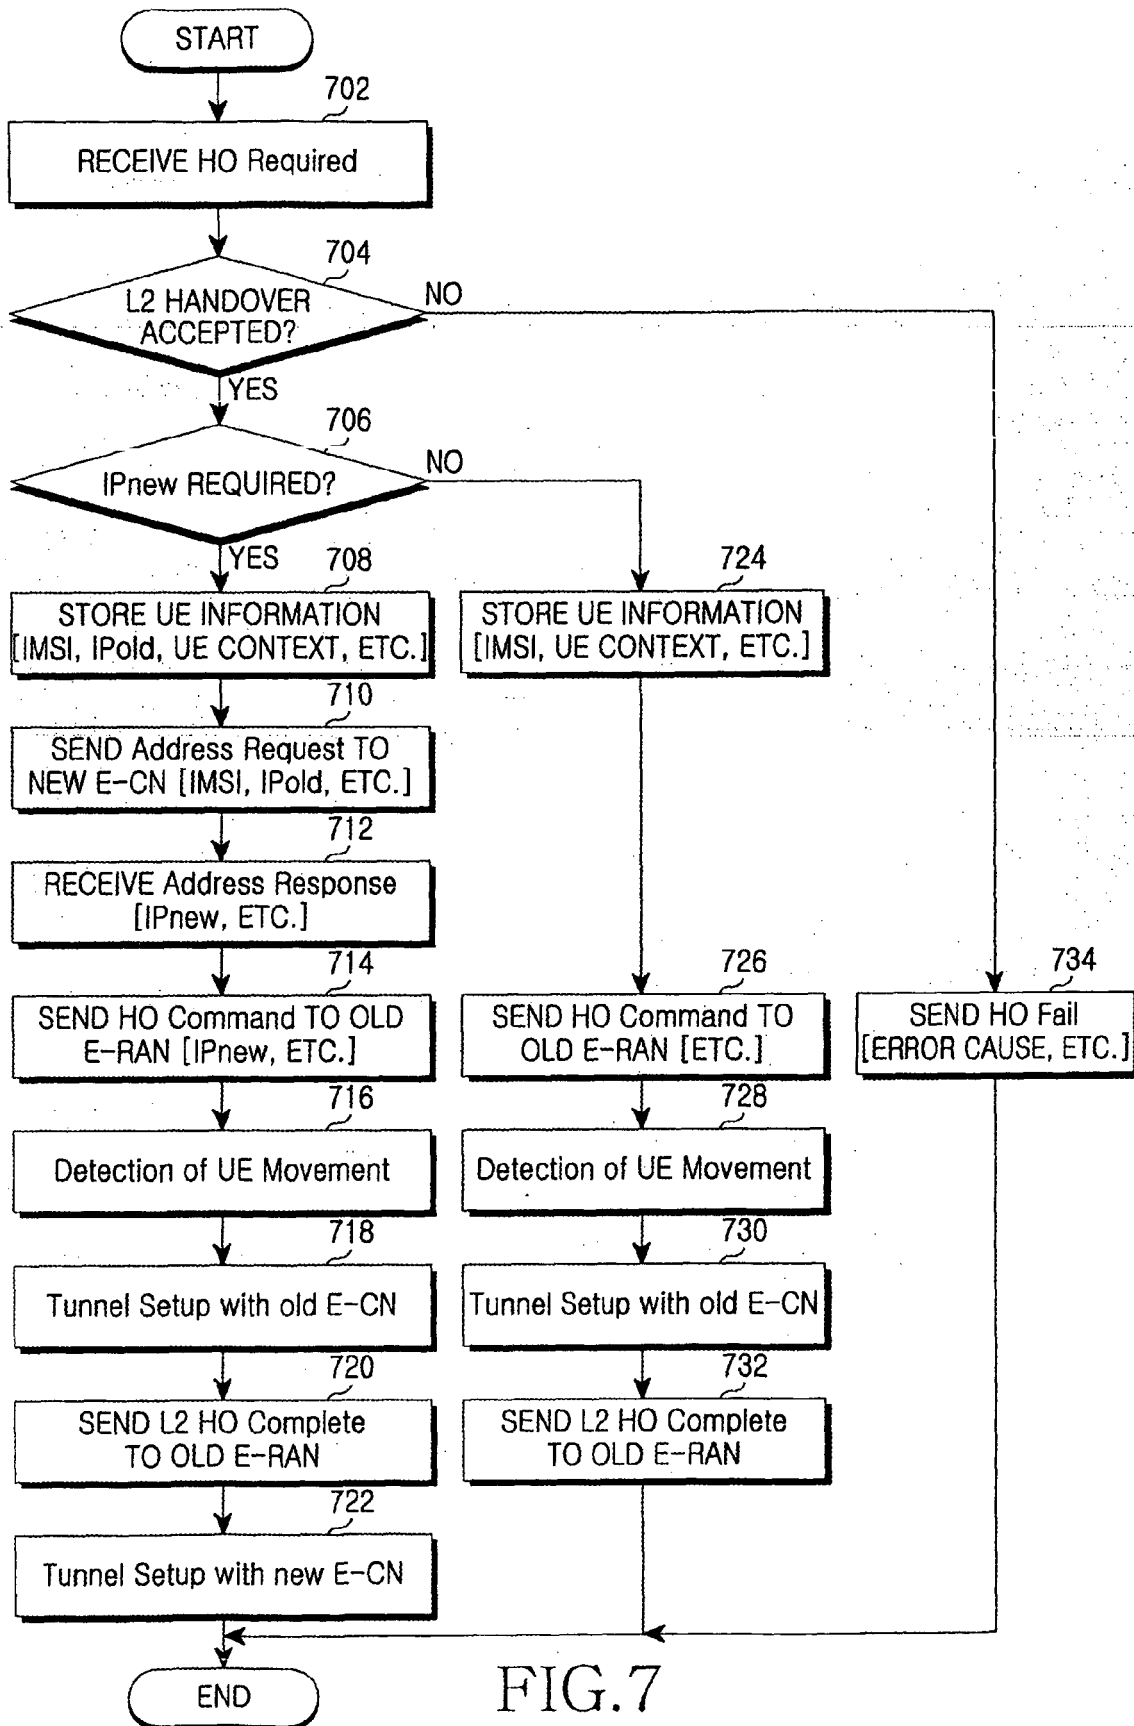 START
702
RECEIVE HO Required
704
L2 HANDOVER
ACCEPTED?
NO
YES
706
IPnew REQUIRED?
NO
YES
708
STORE UE INFORMATION
[IMSI, IPold, UE CONTEXT, ETC.]
724
STORE UE INFORMATION
[IMSI, UE CONTEXT, ETC.]
710
SEND Address Request TO
NEW E-CN [IMSI, IPold, ETC.]
712
RECEIVE Address Response
[IPnew, ETC.]
714
SEND HO Command TO OLD
E-RAN [IPnew, ETC.]
726
SEND HO Command TO
OLD E-RAN [ETC.]
734
SEND HO Fail
[ERROR CAUSE, ETC.]
716
Detection of UE Movement
728
Detection of UE Movement
718
Tunnel Setup with old E-CN
730
Tunnel Setup with old E-CN
720
SEND L2 HO Complete
TO OLD E-RAN
732
SEND L2 HO Complete
TO OLD E-RAN
722
Tunnel Setup with new E-CN
END
FIG.7